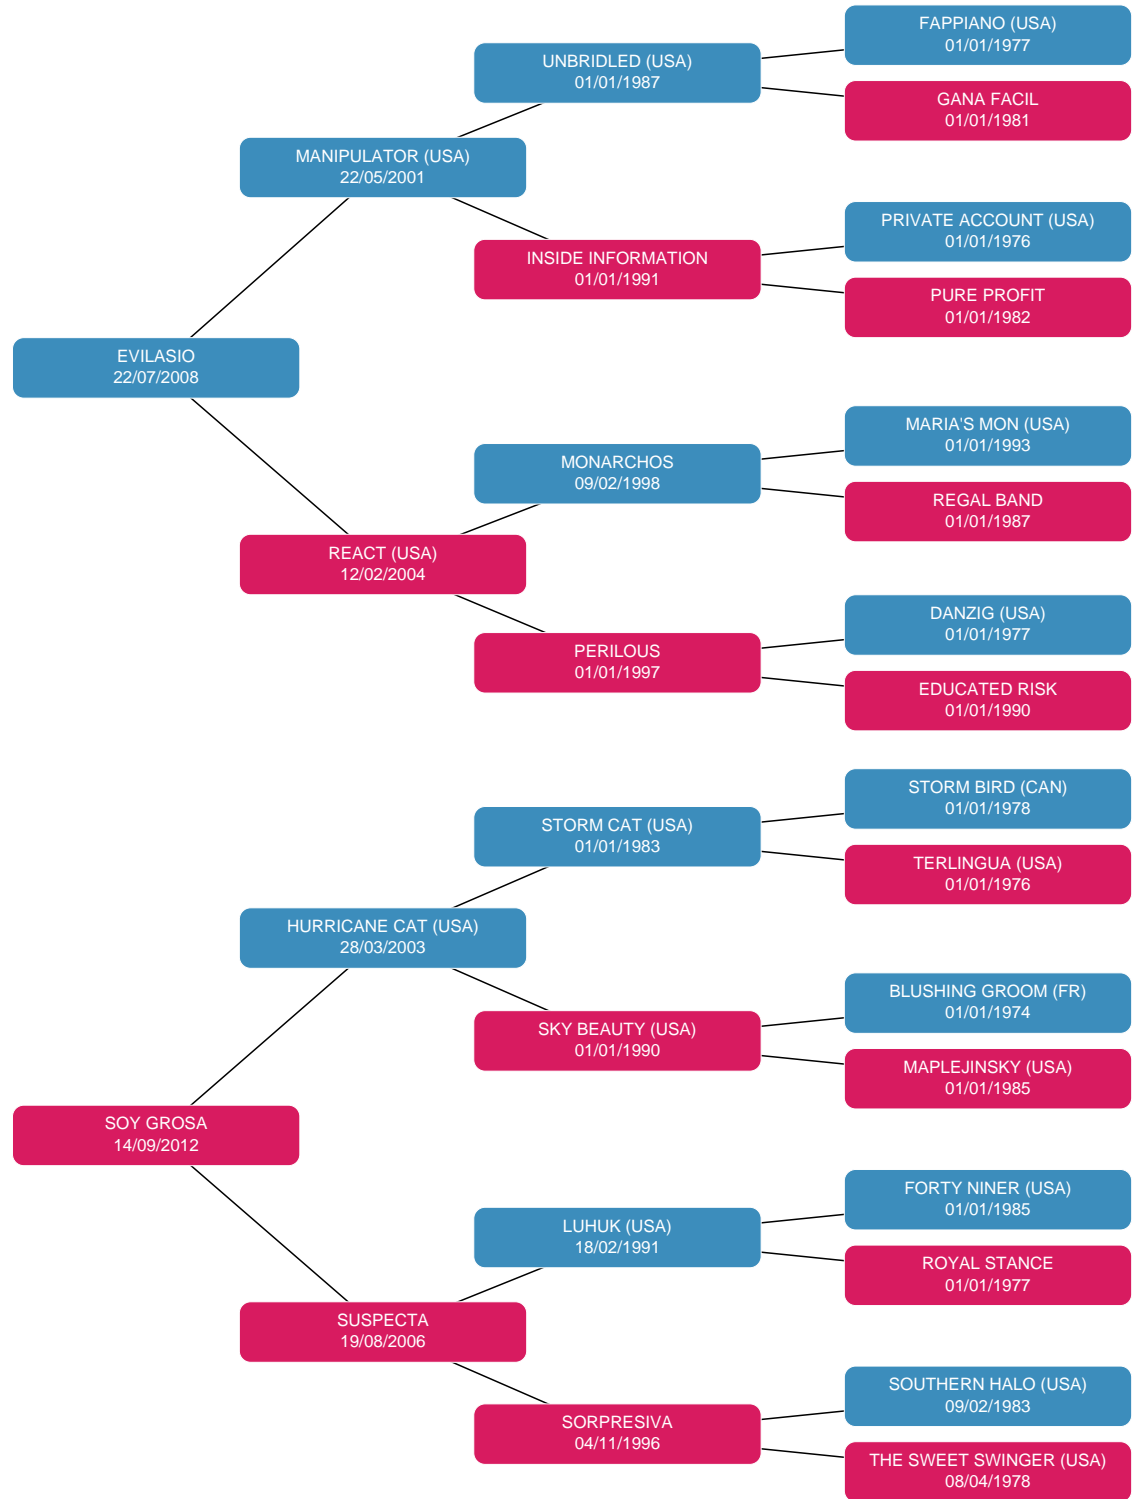 FAPPIANO (USA)
01/01/1977
UNBRIDLED (USA)
01/01/1987
GANA FACIL
01/01/1981
MANIPULATOR (USA)
22/05/2001
PRIVATE ACCOUNT (USA)
01/01/1976
INSIDE INFORMATION
01/01/1991
PURE PROFIT
01/01/1982
EVILASIO
22/07/2008
MARIA'S MON (USA)
01/01/1993
MONARCHOS
09/02/1998
REGAL BAND
01/01/1987
REACT (USA)
12/02/2004
DANZIG (USA)
01/01/1977
PERILOUS
01/01/1997
EDUCATED RISK
01/01/1990
STORM BIRD (CAN)
01/01/1978
STORM CAT (USA)
01/01/1983
TERLINGUA (USA)
01/01/1976
HURRICANE CAT (USA)
28/03/2003
BLUSHING GROOM (FR)
01/01/1974
SKY BEAUTY (USA)
01/01/1990
MAPLEJINSKY (USA)
01/01/1985
SOY GROSA
14/09/2012
FORTY NINER (USA)
01/01/1985
LUHUK (USA)
18/02/1991
ROYAL STANCE
01/01/1977
SUSPECTA
19/08/2006
SOUTHERN HALO (USA)
09/02/1983
SORPRESIVA
04/11/1996
THE SWEET SWINGER (USA)
08/04/1978